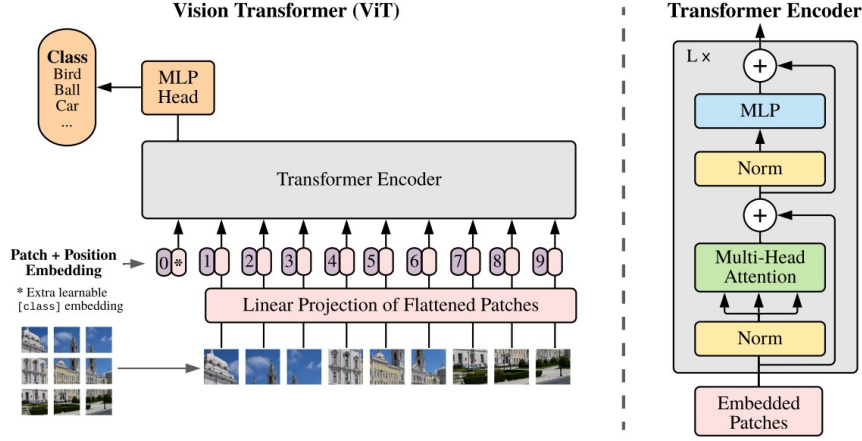 Vision Transformer (ViT)
Class
Bird
Ball
Car
...
MLP
Head
Transformer Encoder
Patch + Position
Embedding
0 * 1 2 3 4 5 6 7 8 9
* Extra learnable
[class] embedding
Linear Projection of Flattened Patches
Transformer Encoder
L ×
+
MLP
Norm
+
Multi-Head
Attention
Norm
Embedded
Patches